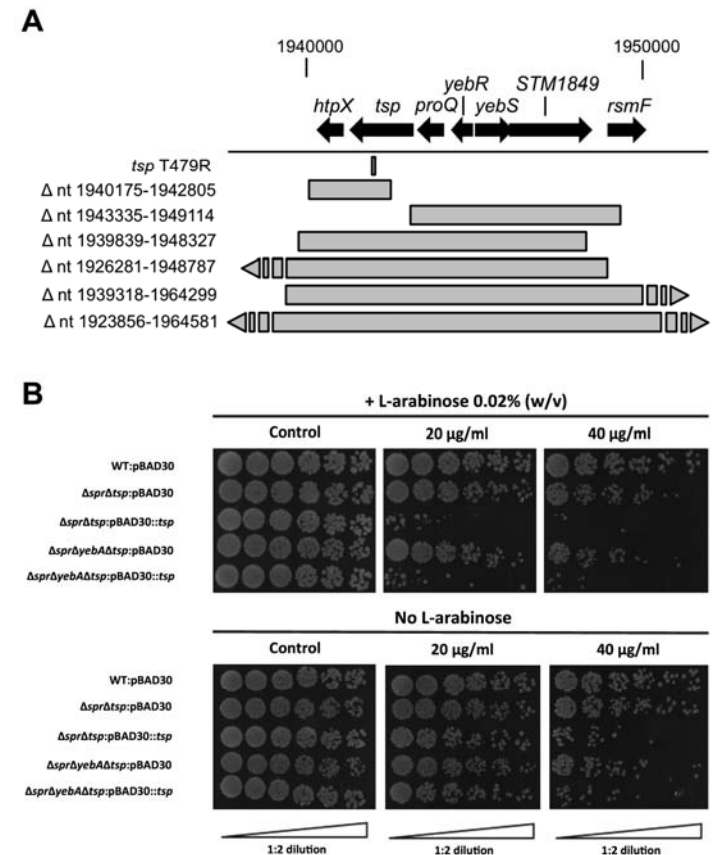 A
1940000 1950000
yebR STM1849
htpX tsp proQ yebS rsmF
tsp T479R
Δ nt 1940175-1942805
Δ nt 1943335-1949114
Δ nt 1939839-1948327
Δ nt 1926281-1948787
Δ nt 1939318-1964299
Δ nt 1923856-1964581
B
+ L-arabinose 0.02% (w/v)
Control 20 µg/ml 40 µg/ml
WT:pBAD30
ΔsprΔtsp:pBAD30
ΔsprΔtsp:pBAD30::tsp
ΔsprΔyebAΔtsp:pBAD30
ΔsprΔyebAΔtsp:pBAD30::tsp
No L-arabinose
Control 20 µg/ml 40 µg/ml
WT:pBAD30
ΔsprΔtsp:pBAD30
ΔsprΔtsp:pBAD30::tsp
ΔsprΔyebAΔtsp:pBAD30
ΔsprΔyebAΔtsp:pBAD30::tsp
1:2 dilution 1:2 dilution 1:2 dilution